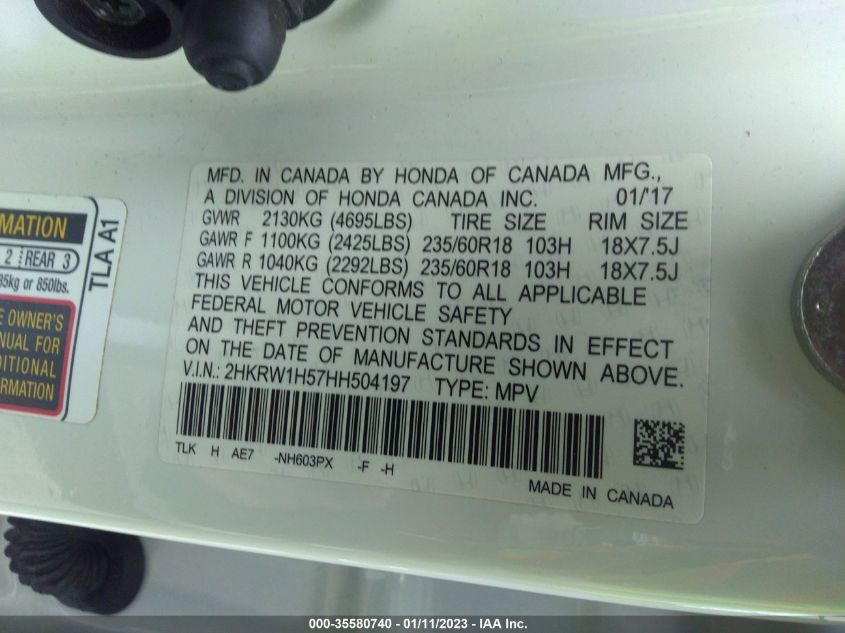 MFD. IN CANADA BY HONDA OF CANADA MFG.,
A DIVISION OF HONDA CANADA INC. 01/'17
GVWR 2130KG (4695LBS) TIRE SIZE RIM SIZE
GAWR F 1100KG (2425LBS) 235/60R18 103H 18X7.5J
GAWR R 1040KG (2292LBS) 235/60R18 103H 18X7.5J
THIS VEHICLE CONFORMS TO ALL APPLICABLE
FEDERAL MOTOR VEHICLE SAFETY
AND THEFT PREVENTION STANDARDS IN EFFECT
ON THE DATE OF MANUFACTURE SHOWN ABOVE.
V.I.N.: 2HKRW1H57HH504197 TYPE: MPV
TLK H AE7 -NH603PX -F -H
MADE IN CANADA
MATION
2 REAR 3
85kg or 850lbs.
TLA A1
E OWNER'S
NUAL FOR
DITIONAL
ORMATION
000-35580740 - 01/11/2023 - IAA Inc.